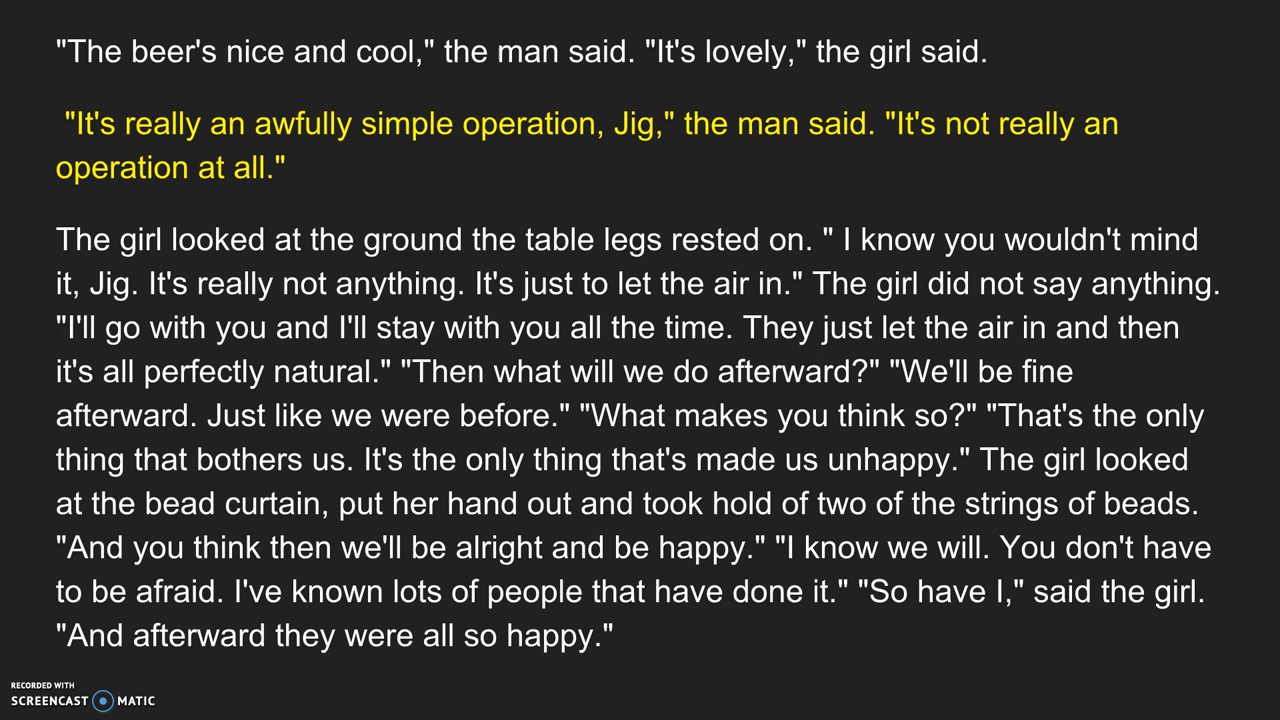 "The beer's nice and cool," the man said. "It's lovely," the girl said.
"It's really an awfully simple operation, Jig," the man said. "It's not really an
operation at all."
The girl looked at the ground the table legs rested on. " I know you wouldn't mind
it, Jig. It's really not anything. It's just to let the air in." The girl did not say anything.
"I'll go with you and I'll stay with you all the time. They just let the air in and then
it's all perfectly natural." "Then what will we do afterward?" "We'll be fine
afterward. Just like we were before." "What makes you think so?" "That's the only
thing that bothers us. It's the only thing that's made us unhappy." The girl looked
at the bead curtain, put her hand out and took hold of two of the strings of beads.
"And you think then we'll be alright and be happy." "I know we will. You don't have
to be afraid. I've known lots of people that have done it." "So have I," said the girl.
"And afterward they were all so happy."
RECORDED WITH
SCREENCAST MATIC